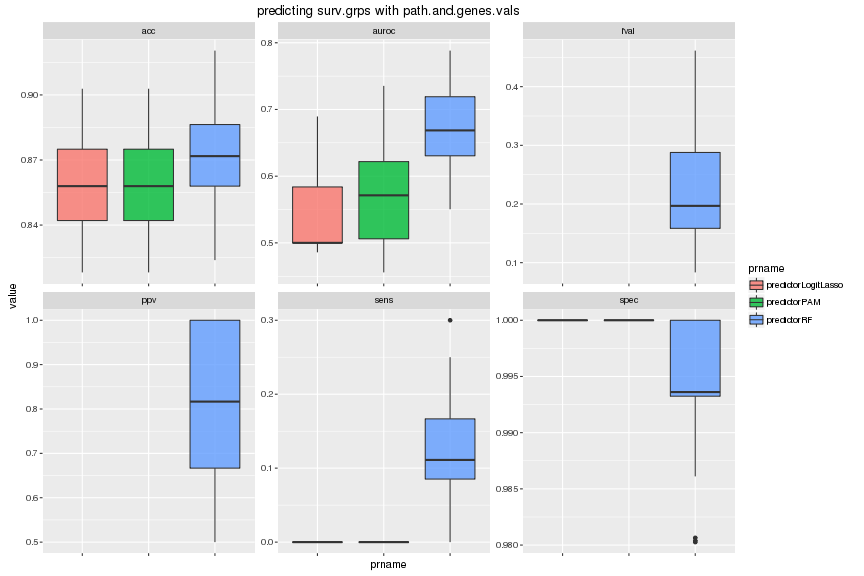 predicting surv.grps with path.and.genes.vals
acc
auroc
fval
0.90
0.87
0.84
0.8
0.7
0.6
0.5
0.4
0.3
0.2
0.1
ppv
sens
spec
1.0
0.9
0.8
0.7
0.6
0.5
0.3
0.2
0.1
0.0
1.000
0.995
0.990
0.985
0.980
value
prname
prname
predictorLogitLasso
predictorPAM
predictorRF